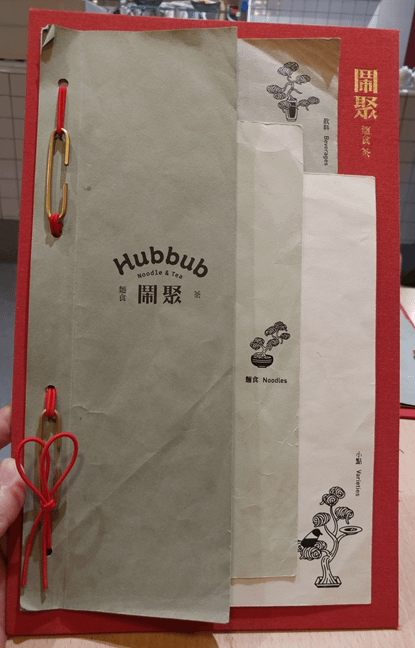 Hubbub
Noodle & Tea
麵食 鬧聚 茶
飲料 Beverages
麵食 Noodles
小點 Varieties
鬧聚
麵食 茶